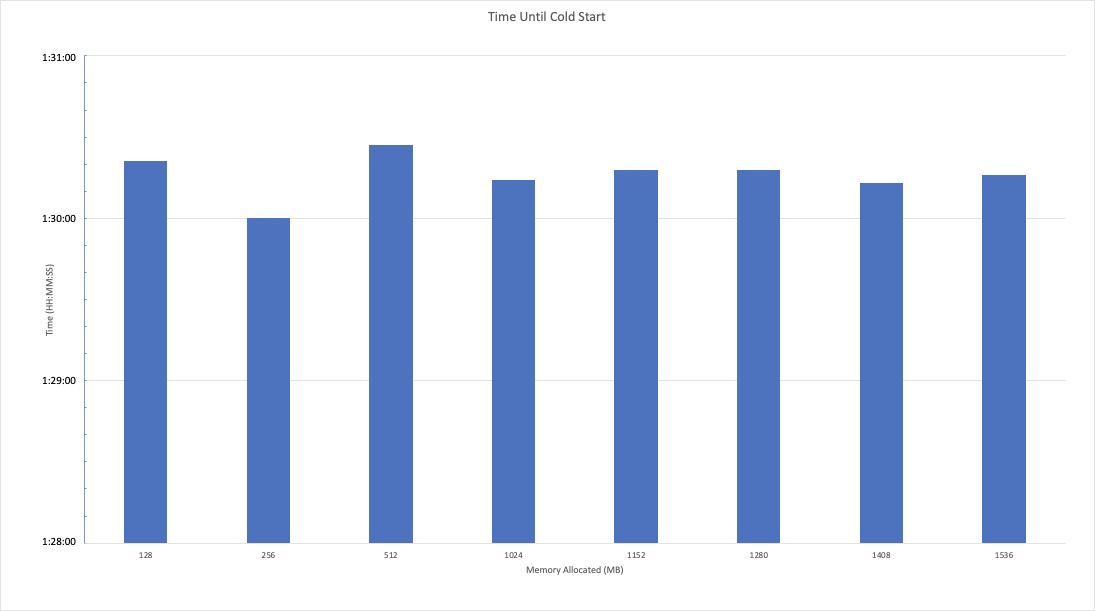 Time Until Cold Start
1:31:00
1:30:00
1:29:00
1:28:00
Time (HH:MM:SS)
128 256 512 1024 1152 1280 1408 1536
Memory Allocated (MB)